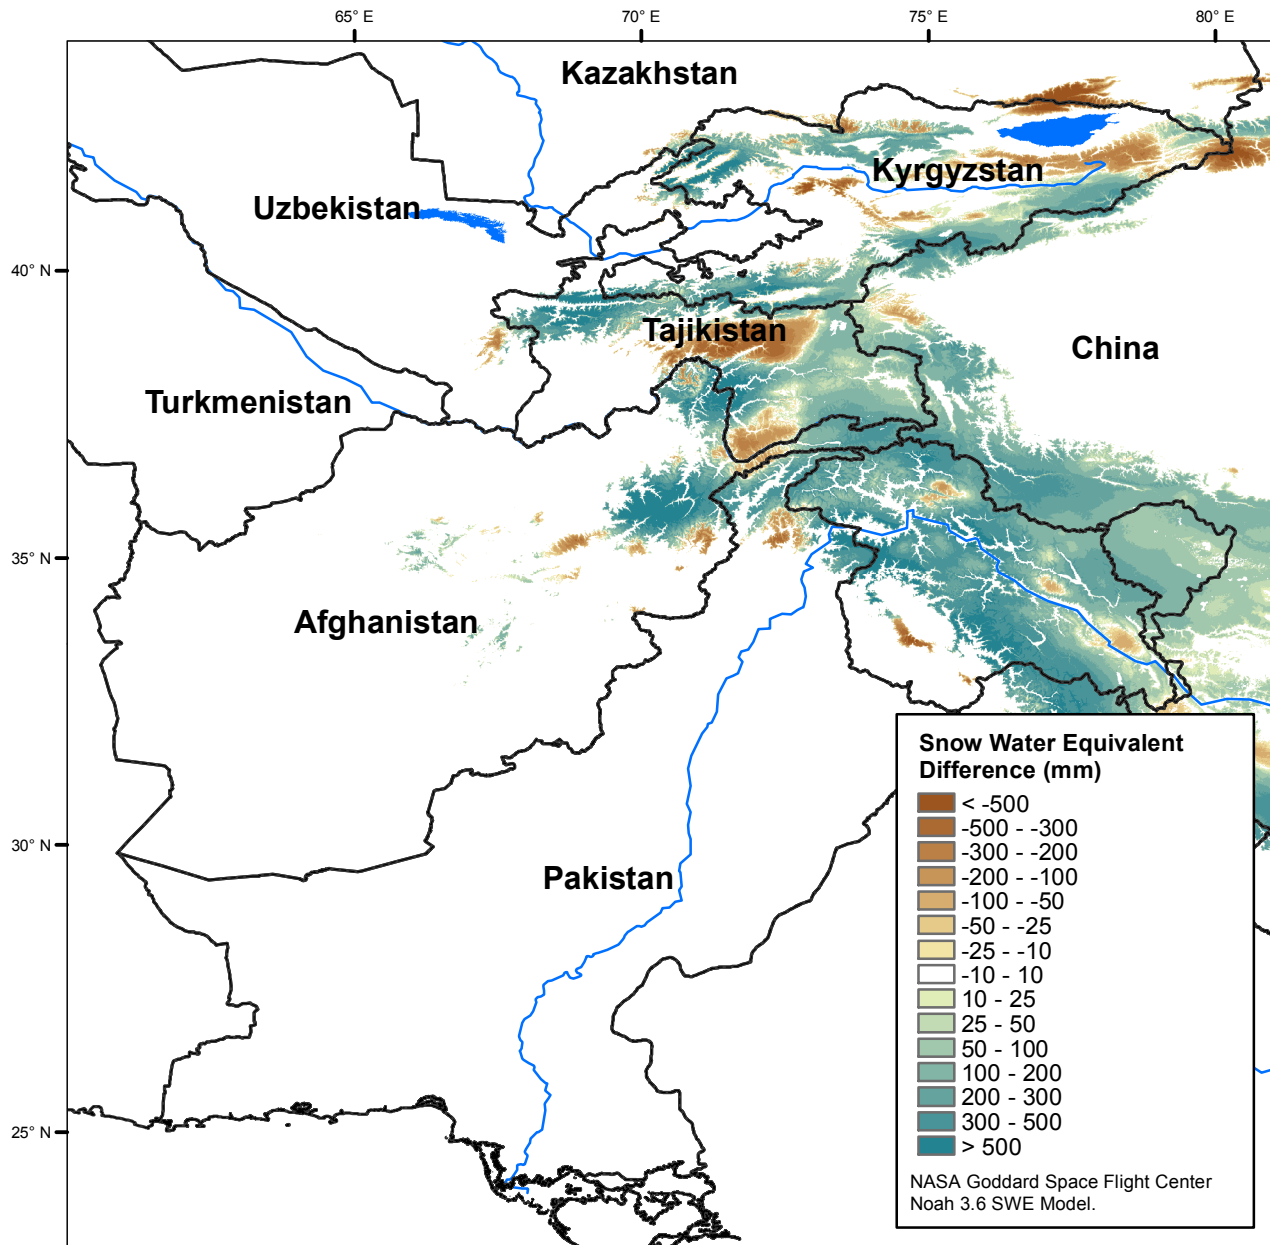 65° E
70° E
75° E
80° E
Kazakhstan
Kyrgyzstan
Uzbekistan
40° N
Tajikistan
China
Turkmenistan
35° N
Afghanistan
Snow Water Equivalent
Difference (mm)
< -500
-500 - -300
-300 - -200
-200 - -100
-100 - -50
-50 - -25
-25 - -10
-10 - 10
10 - 25
25 - 50
50 - 100
100 - 200
200 - 300
300 - 500
> 500
NASA Goddard Space Flight Center
Noah 3.6 SWE Model.
30° N
Pakistan
25° N